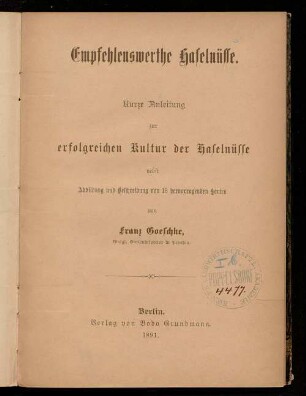 Empfehlenswerthe Haselnüsse.
Kurze Anleitung
zur
erfolgreichen Kultur der Haselnüsse
nebst
Abbildung und Beschreibung von 15 hervorragenden Sorten
von
Franz Goeschke,
Berlin.
Verlag von Bodo Grundmann.
1891.
4477.